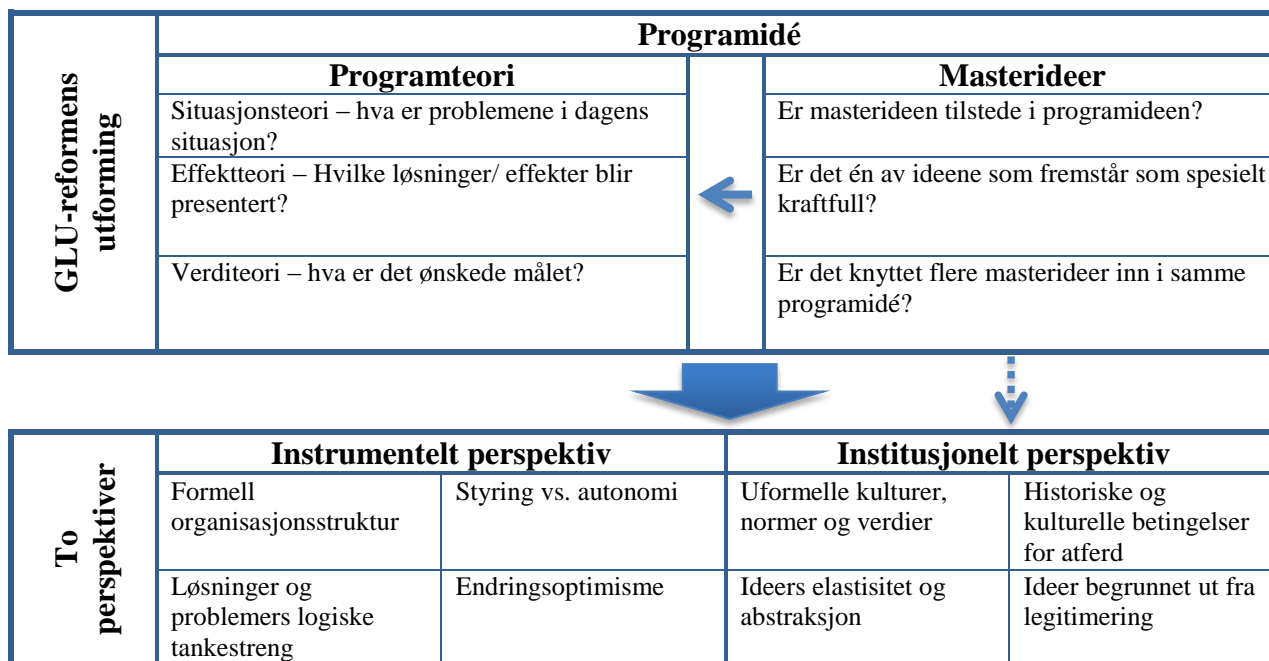 GLU-reformens
utforming
Programidé
Programteori
Masterideer
Situasjonsteori – hva er problemene i dagens
situasjon?
Er masterideen tilstede i programideen?
Effektteori – Hvilke løsninger/ effekter blir
presentert?
Er det én av ideene som fremstår som spesielt
kraftfull?
Verditeori – hva er det ønskede målet?
Er det knyttet flere masterideer inn i samme
programidé?
To
perspektiver
Instrumentelt perspektiv
Institusjonelt perspektiv
Formell
organisasjonsstruktur
Styring vs. autonomi
Uformelle kulturer,
normer og verdier
Historiske og
kulturelle betingelser
for atferd
Løsninger og
problemers logiske
tankestreng
Endringsoptimisme
Ideers elastisitet og
abstraksjon
Ideer begrunnet ut fra
legitimering